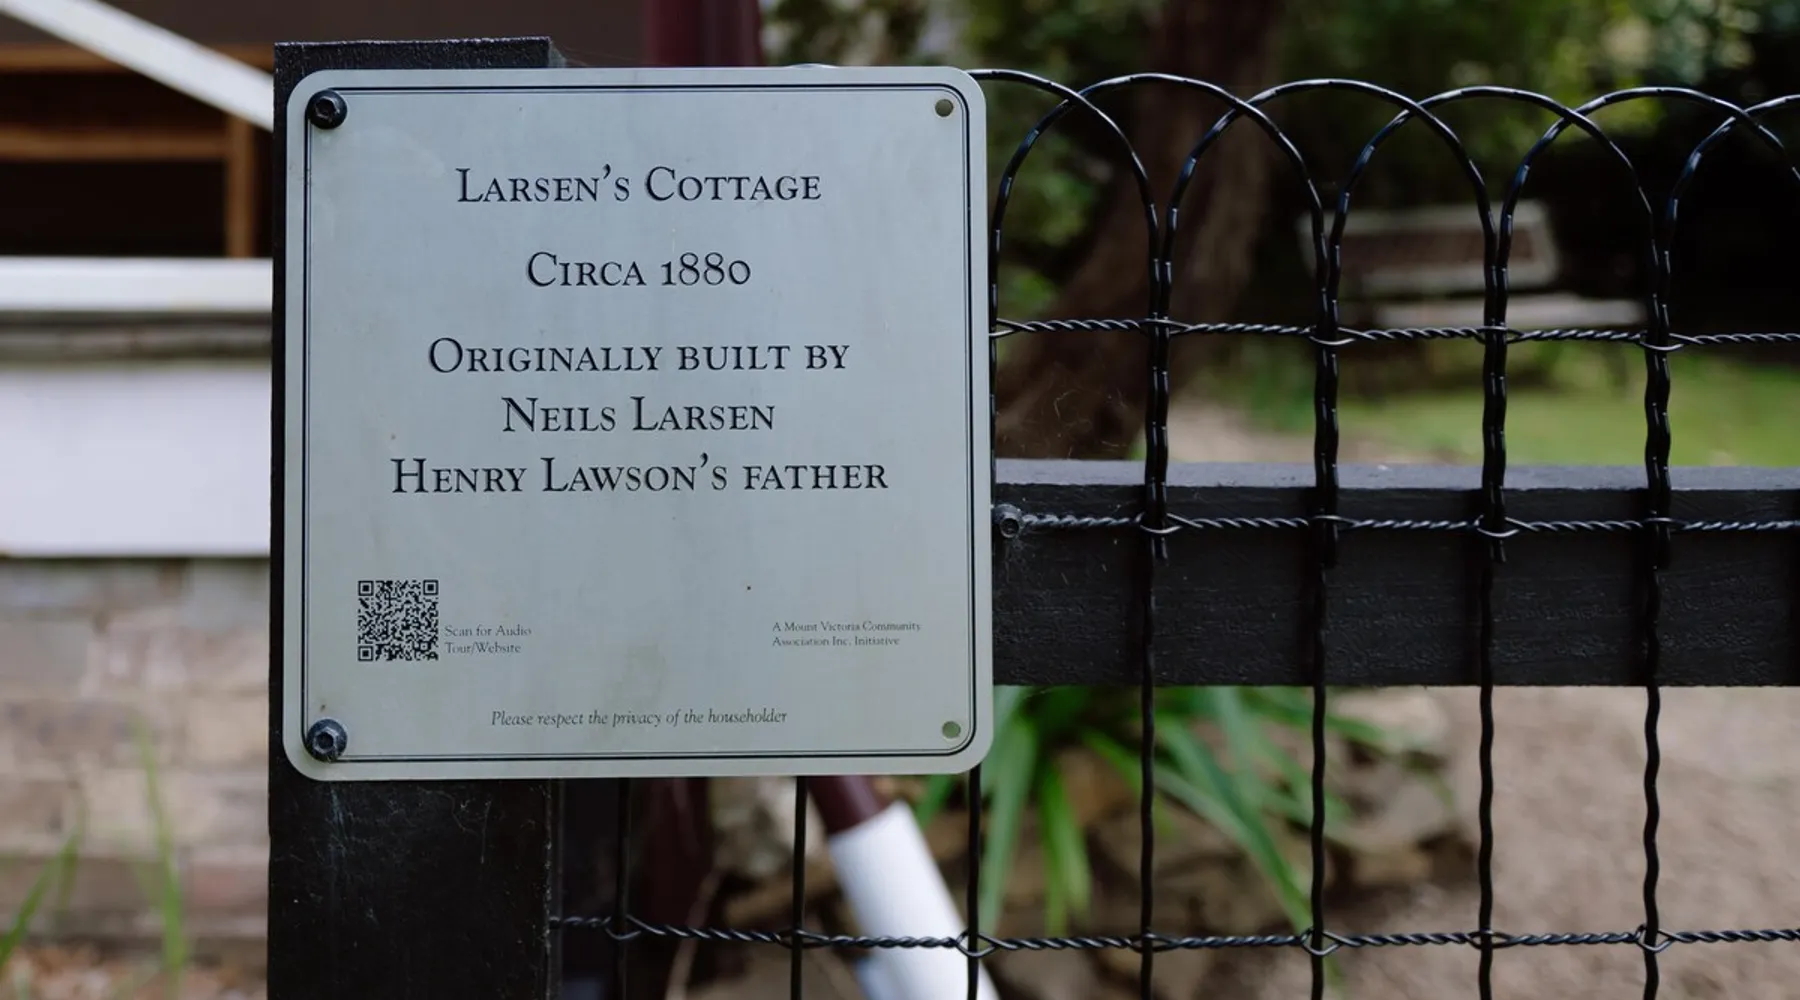 Larsen's Cottage
Circa 1880
Originally built by
Neils Larsen
Henry Lawson's father
Scan for Audio
Tour/Website
A Mount Victoria Community
Association Inc. Initiative
Please respect the privacy of the householder